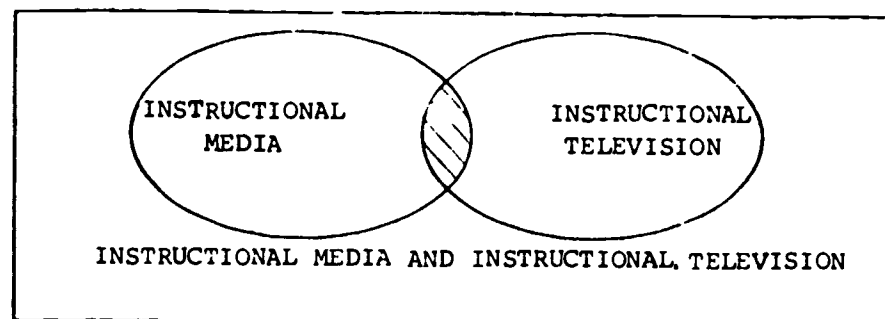 INSTRUCTIONAL
MEDIA
INSTRUCTIONAL
TELEVISION
INSTRUCTIONAL MEDIA AND INSTRUCTIONAL. TELEVISION